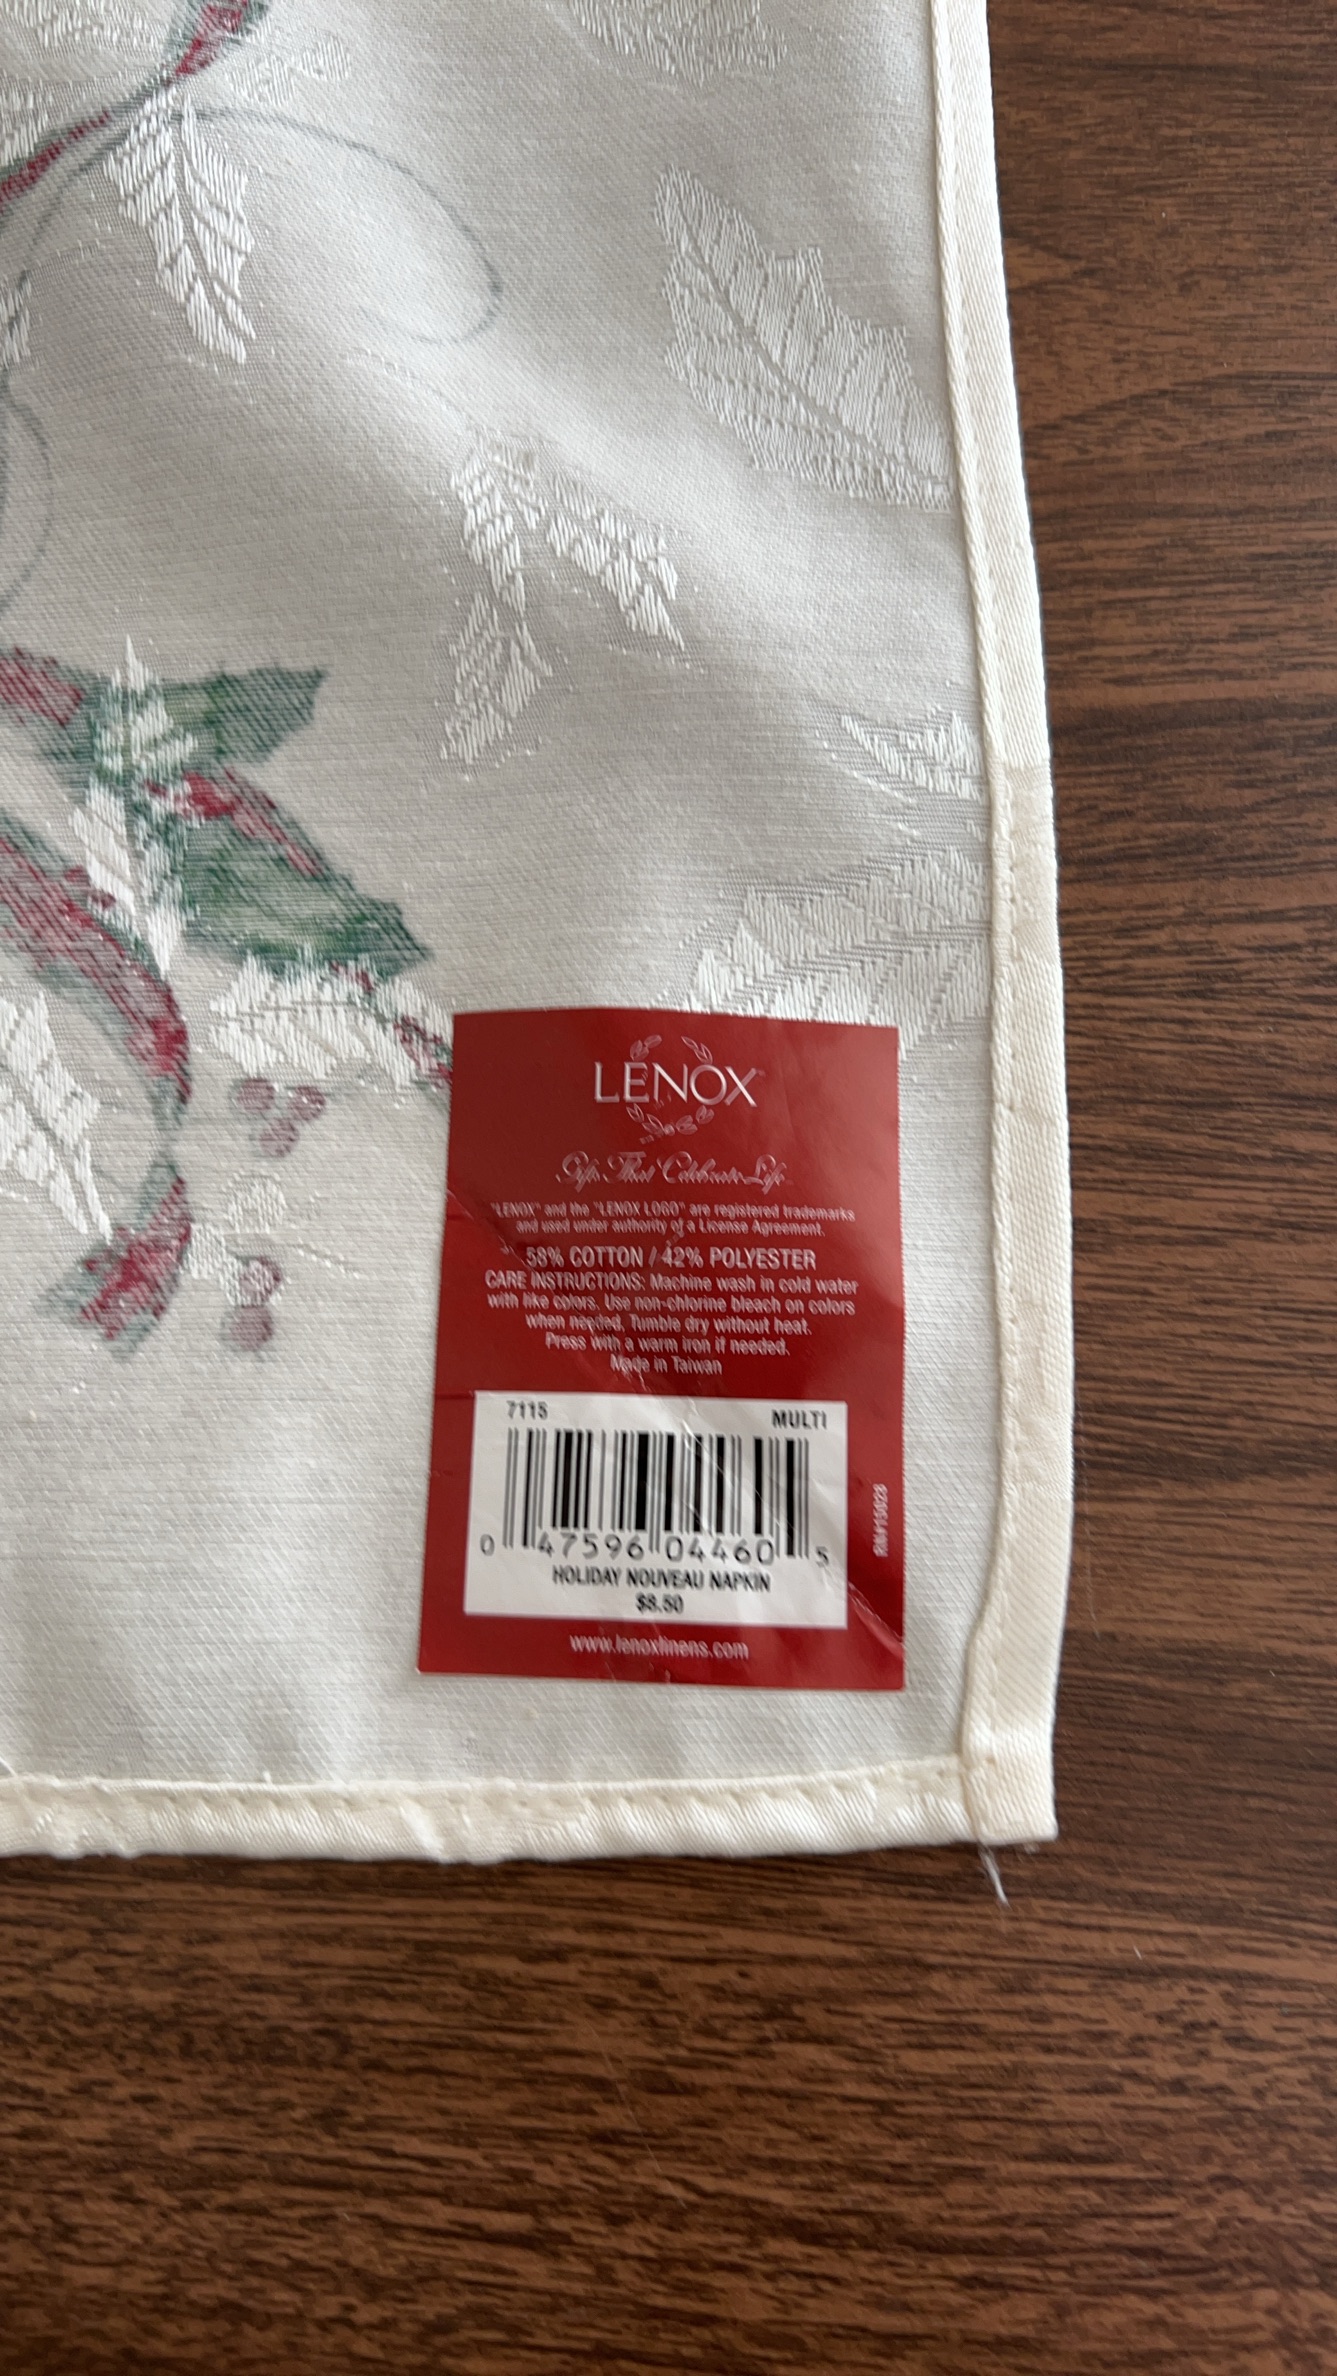 LENOX
Gifts That Celebrate Life
"LENOX" and the "LENOX LOGO" are registered trademarks
and used under authority of a License Agreement.
58% COTTON / 42% POLYESTER
CARE INSTRUCTIONS: Machine wash in cold water
with like colors. Use non-chlorine bleach on colors
when needed. Tumble dry without heat.
Press with a warm iron if needed.
Made in Taiwan
7115 MULTI
0 47596 04460 5
HOLIDAY NOUVEAU NAPKIN
$8.50
RN#15028
www.lenoxlinens.com